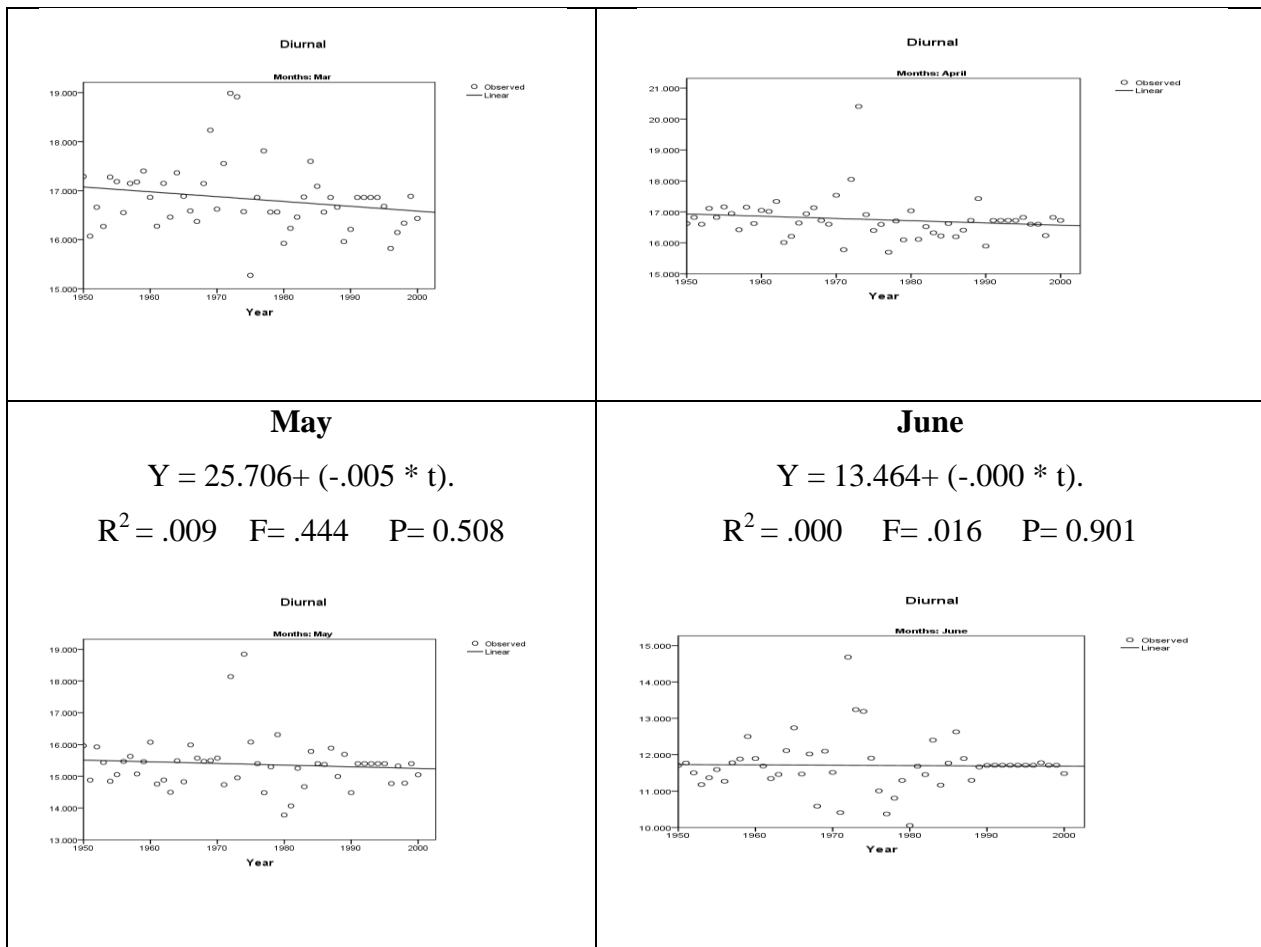 Diurnal
Months: Mar
19.000
18.000
17.000
16.000
15.000
1950 1960 1970 1980 1990 2000
Year
Observed
Linear
Diurnal
Months: April
21.000
20.000
19.000
18.000
17.000
16.000
15.000
1950 1960 1970 1980 1990 2000
Year
Observed
Linear
May
Y = 25.706+ (-.005 * t).
R² = .009 F= .444 P= 0.508
Diurnal
Months: May
19.000
18.000
17.000
16.000
15.000
14.000
13.000
1950 1960 1970 1980 1990 2000
Year
Observed
Linear
June
Y = 13.464+ (-.000 * t).
R² = .000 F= .016 P= 0.901
Diurnal
Months: June
15.000
14.000
13.000
12.000
11.000
10.000
1950 1960 1970 1980 1990 2000
Year
Observed
Linear